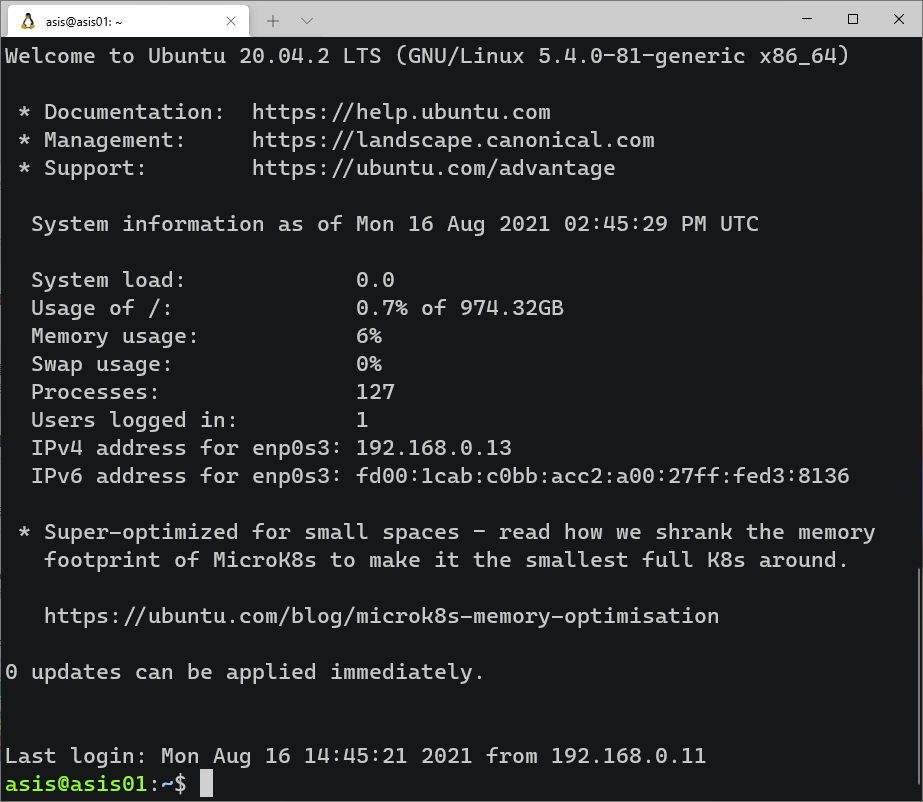 asis@asis01: ~
Welcome to Ubuntu 20.04.2 LTS (GNU/Linux 5.4.0-81-generic x86_64)
* Documentation: https://help.ubuntu.com
* Management: https://landscape.canonical.com
* Support: https://ubuntu.com/advantage
System information as of Mon 16 Aug 2021 02:45:29 PM UTC
System load: 0.0
Usage of /: 0.7% of 974.32GB
Memory usage: 6%
Swap usage: 0%
Processes: 127
Users logged in: 1
IPv4 address for enp0s3: 192.168.0.13
IPv6 address for enp0s3: fd00:1cab:c0bb:acc2:a00:27ff:fed3:8136
* Super-optimized for small spaces - read how we shrank the memory
footprint of MicroK8s to make it the smallest full K8s around.
https://ubuntu.com/blog/microk8s-memory-optimisation
0 updates can be applied immediately.
Last login: Mon Aug 16 14:45:21 2021 from 192.168.0.11
asis@asis01:~$